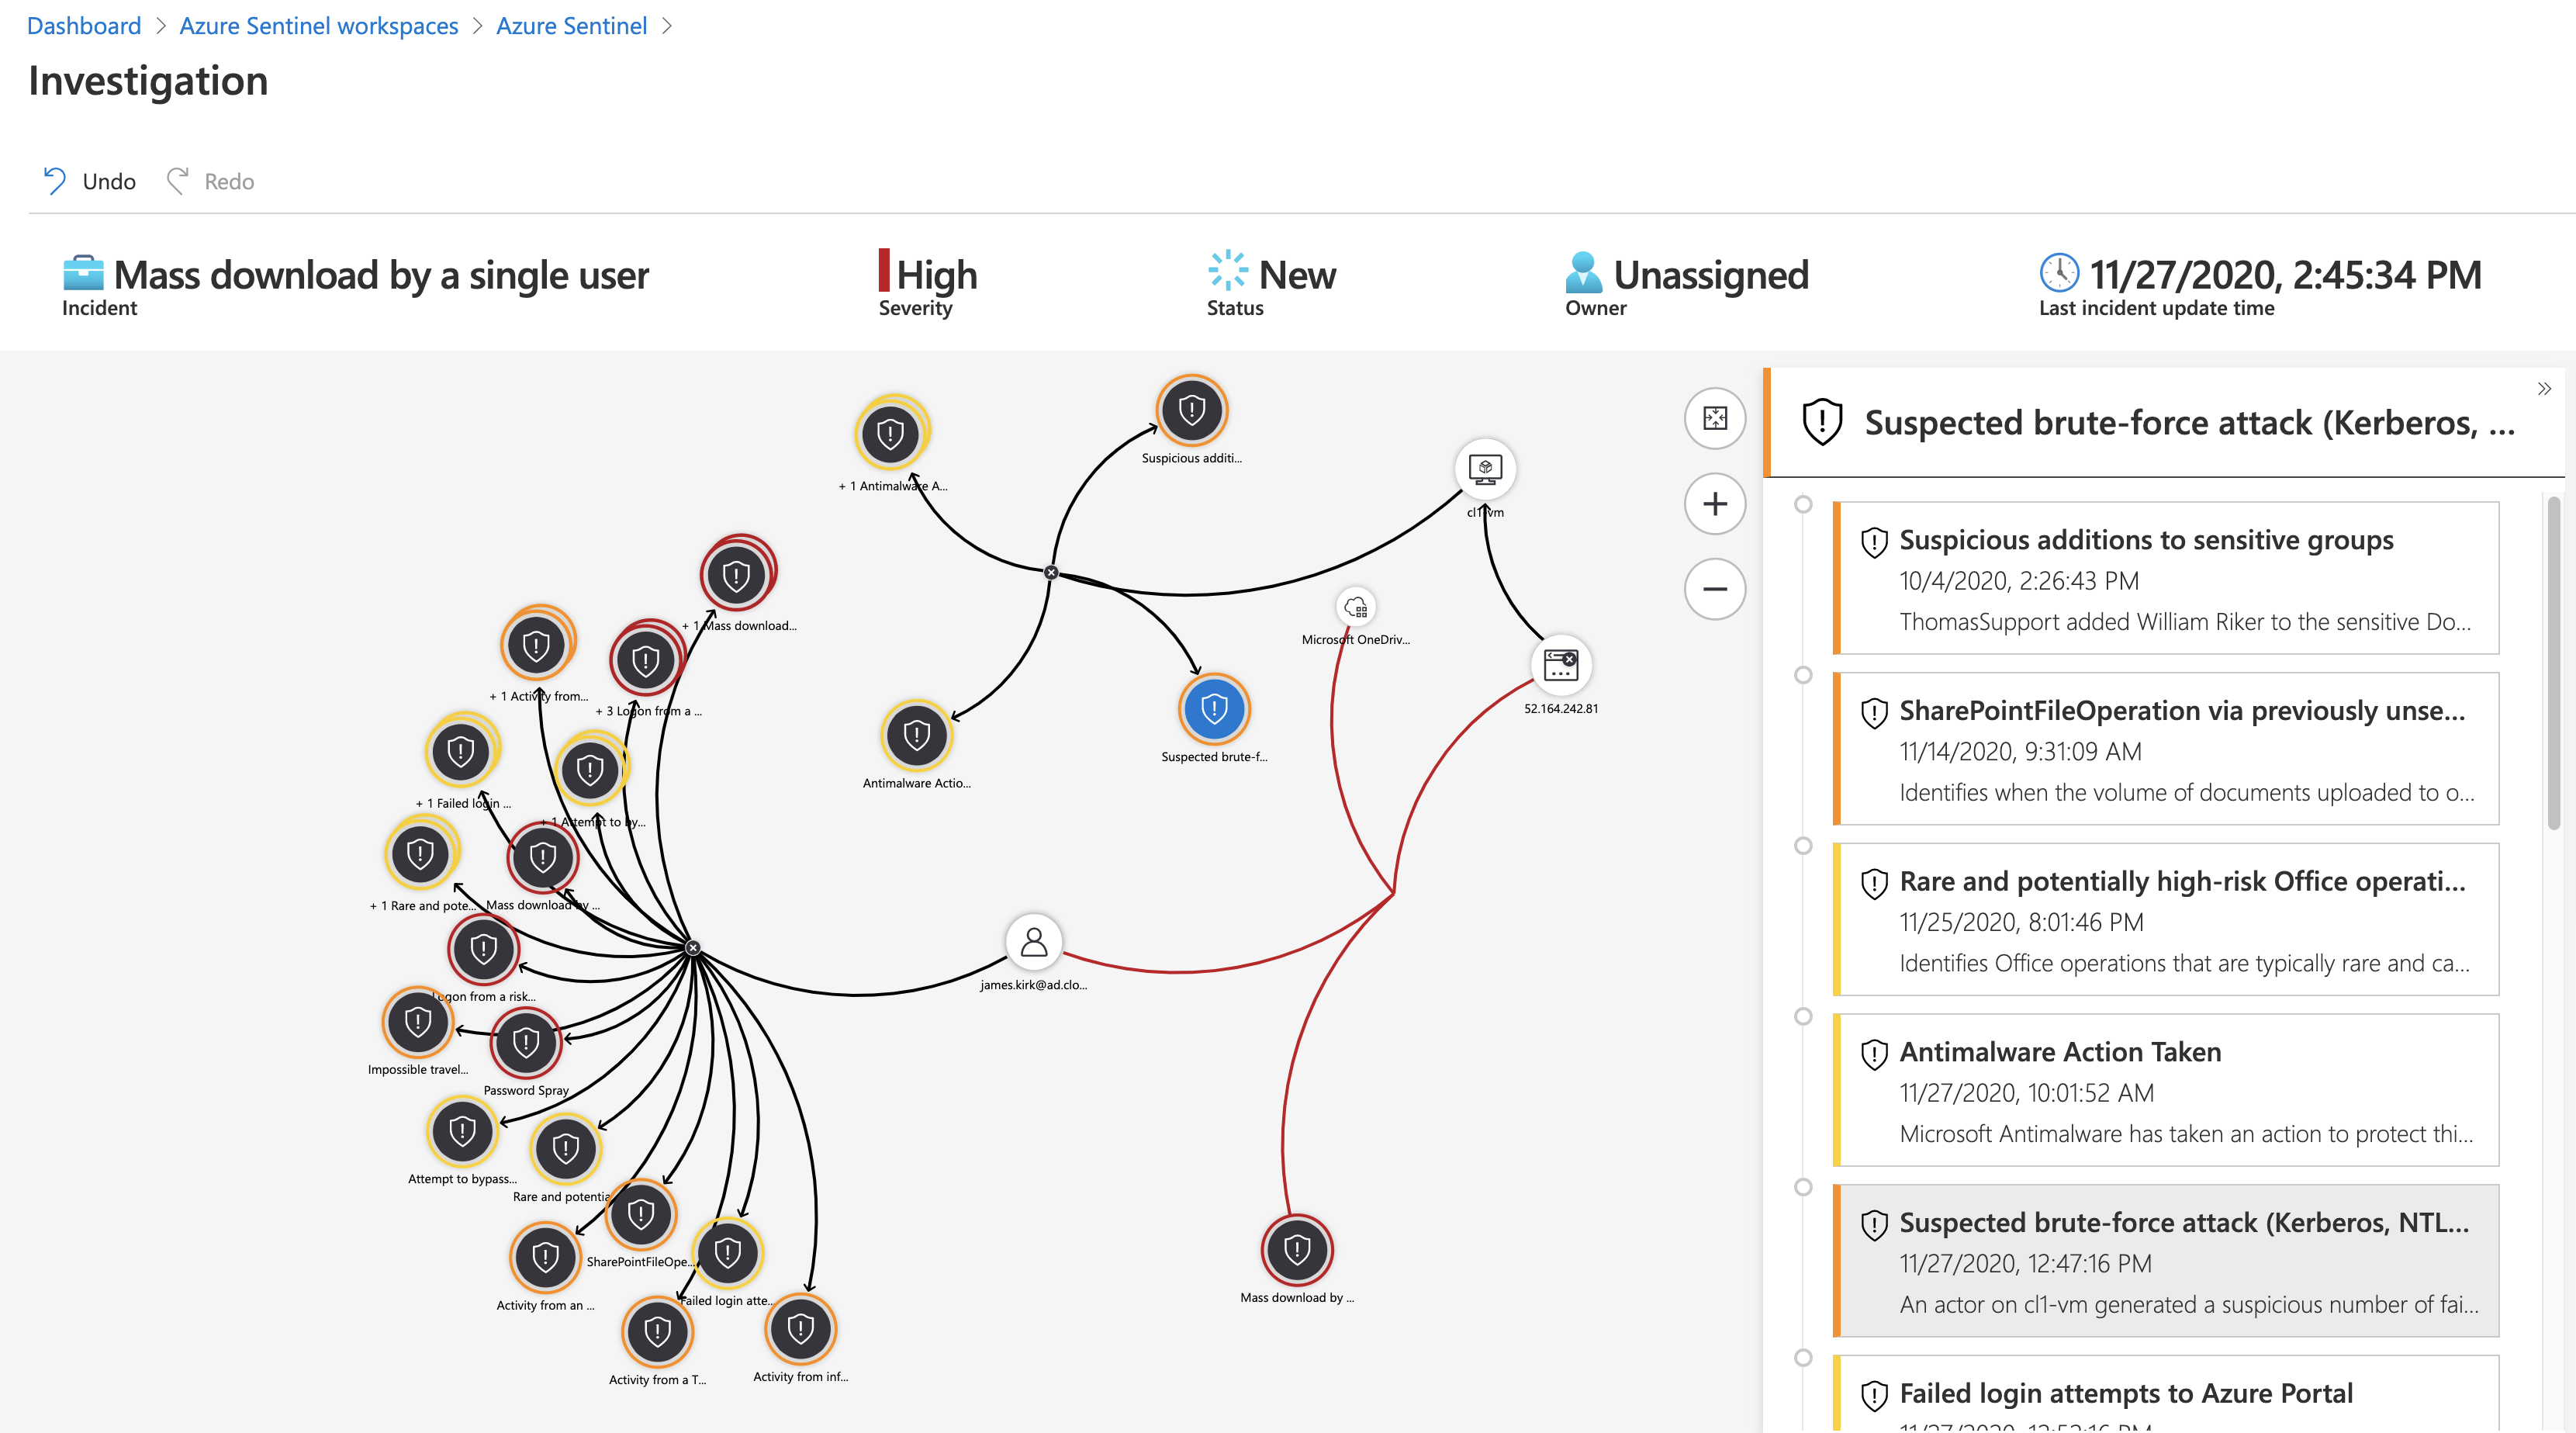 Dashboard > Azure Sentinel workspaces > Azure Sentinel >
Investigation
Undo Redo
Mass download by a single user
Incident
High
Severity
New
Status
Unassigned
Owner
11/27/2020, 2:45:34 PM
Last incident update time
Suspicious additi...
+ 1 Antimalware A...
cl1-vm
+ 1 Mass download...
Microsoft OneDriv...
+ 1 Activity from...
+ 3 Logon from a ...
52.164.242.81
Suspected brute-f...
Antimalware Actio...
+ 1 Failed login ...
+ 1 Attempt to by...
+ 1 Rare and pote...
Mass download by ...
james.kirk@ad.clo...
Logon from a risk...
Impossible travel...
Password Spray
Attempt to bypass...
Rare and potentia
SharePointFileOpe...
Mass download by ...
Failed login atte...
Activity from an ...
Activity from a T...
Activity from inf...
Suspected brute-force attack (Kerberos, ...
Suspicious additions to sensitive groups
10/4/2020, 2:26:43 PM
ThomasSupport added William Riker to the sensitive Do...
SharePointFileOperation via previously unse...
11/14/2020, 9:31:09 AM
Identifies when the volume of documents uploaded to o...
Rare and potentially high-risk Office operati...
11/25/2020, 8:01:46 PM
Identifies Office operations that are typically rare and ca...
Antimalware Action Taken
11/27/2020, 10:01:52 AM
Microsoft Antimalware has taken an action to protect thi...
Suspected brute-force attack (Kerberos, NTL...
11/27/2020, 12:47:16 PM
An actor on cl1-vm generated a suspicious number of fai...
Failed login attempts to Azure Portal